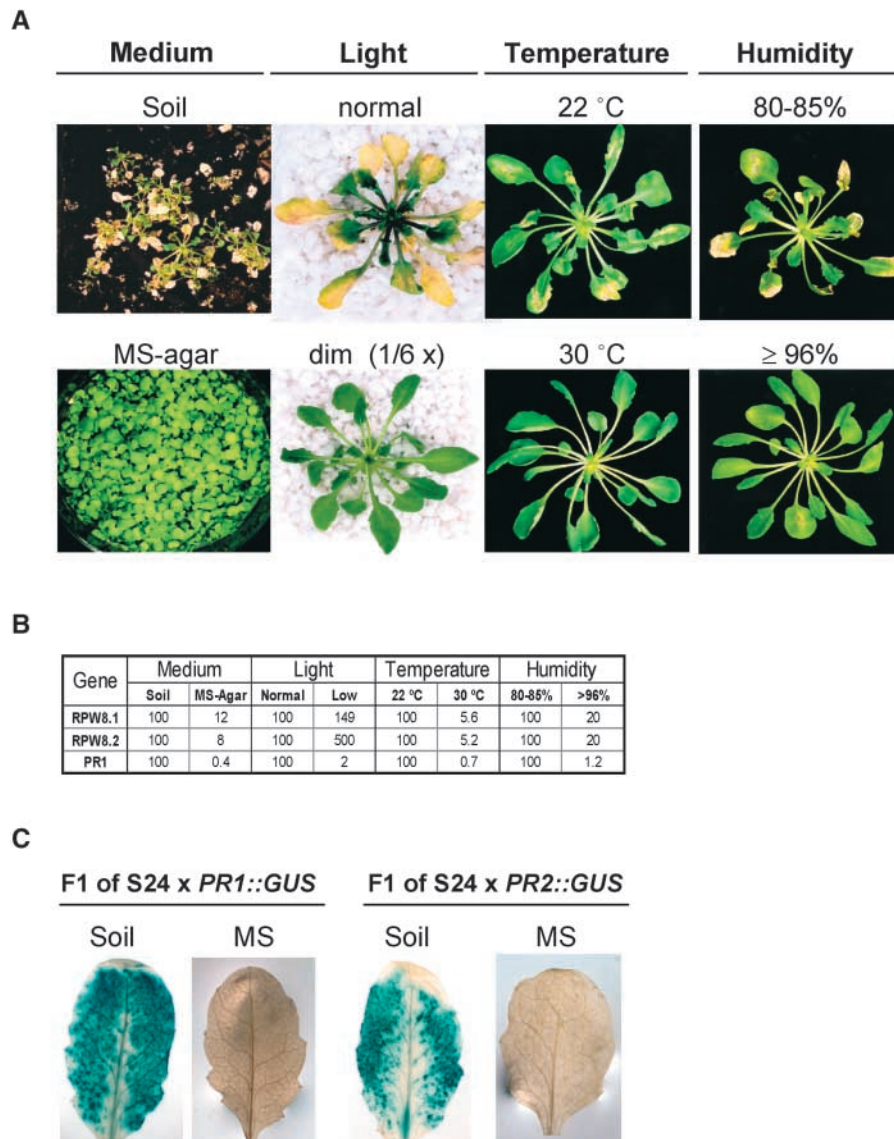 A
Medium Light Temperature Humidity
Soil normal 22 °C 80-85%
MS-agar dim (1/6 x) 30 °C ≥ 96%
B
Gene Medium Light Temperature Humidity
Soil MS-Agar Normal Low 22 ºC 30 ºC 80-85% >96%
RPW8.1 100 12 100 149 100 5.6 100 20
RPW8.2 100 8 100 500 100 5.2 100 20
PR1 100 0.4 100 2 100 0.7 100 1.2
C
F1 of S24 x PR1::GUS F1 of S24 x PR2::GUS
Soil MS Soil MS